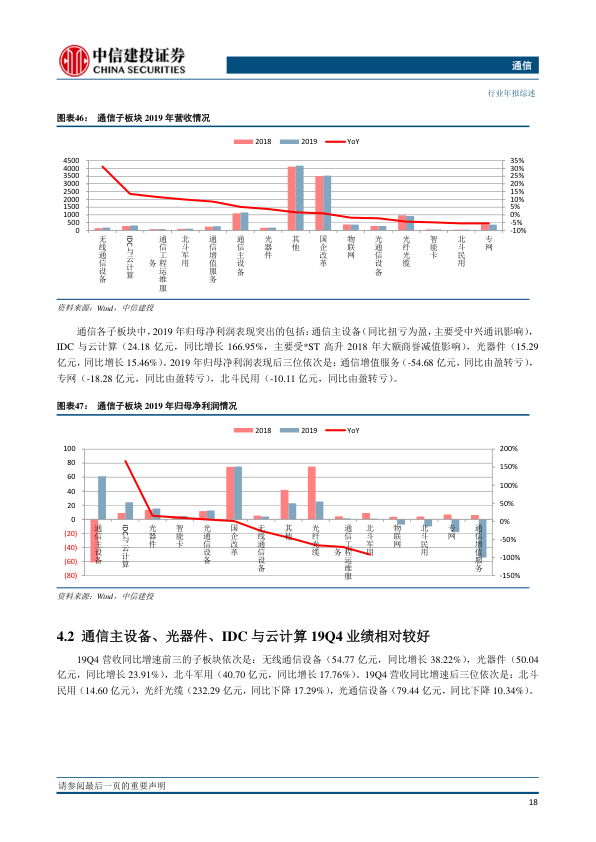 中信建投证券
CHINA SECURITIES
通信
行业年报综述
图表46： 通信子板块 2019 年营收情况
2018 2019 YoY
4500 35%
4000 30%
3500 25%
3000 20%
2500 15%
2000 10%
1500 5%
1000 0%
500 -5%
0 -10%
无线通信设备
IDC与云计算
通信工程运维服务
北斗军用
通信增值服务
通信主设备
光器件
其他
国企改革
物联网
光通信设备
光纤光缆
智能卡
北斗民用
专网
资料来源：Wind，中信建投
通信各子板块中，2019 年归母净利润表现突出的包括：通信主设备（同比扭亏为盈，主要受中兴通讯影响），
IDC 与云计算（24.18 亿元，同比增长 166.95%，主要受*ST 高升 2018 年大额商誉减值影响），光器件（15.29
亿元，同比增长 15.46%）。2019 年归母净利润表现后三位依次是：通信增值服务（-54.68 亿元，同比由盈转亏），
专网（-18.28 亿元，同比由盈转亏），北斗民用（-10.11 亿元，同比由盈转亏）。
图表47： 通信子板块 2019 年归母净利润情况
2018 2019 YoY
100 200%
80 150%
60 100%
40 50%
20 0%
0 -50%
(20) -100%
(40) -150%
(60)
(80)
通信主设备
IDC与云计算
光器件
智能卡
光通信设备
国企改革
无线通信设备
其他
光纤光缆
通信工程运维服务
北斗军用
物联网
北斗民用
专网
通信增值服务
资料来源：Wind，中信建投
4.2 通信主设备、光器件、IDC 与云计算 19Q4 业绩相对较好
19Q4 营收同比增速前三的子板块依次是：无线通信设备（54.77 亿元，同比增长 38.22%），光器件（50.04
亿元，同比增长 23.91%），北斗军用（40.70 亿元，同比增长 17.76%）。19Q4 营收同比增速后三位依次是：北斗
民用（14.60 亿元），光纤光缆（232.29 亿元，同比下降 17.29%），光通信设备（79.44 亿元，同比下降 10.34%）。
请参阅最后一页的重要声明
18